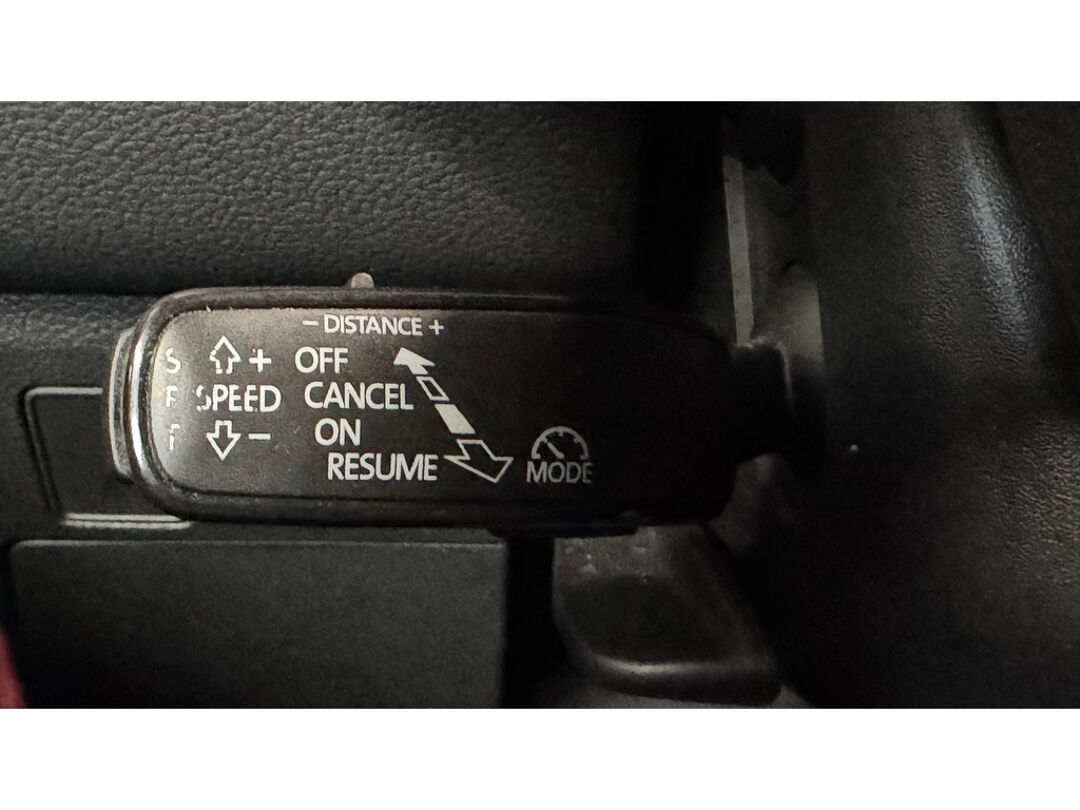 - DISTANCE +
+ OFF
SPEED CANCEL
- ON
RESUME
MODE